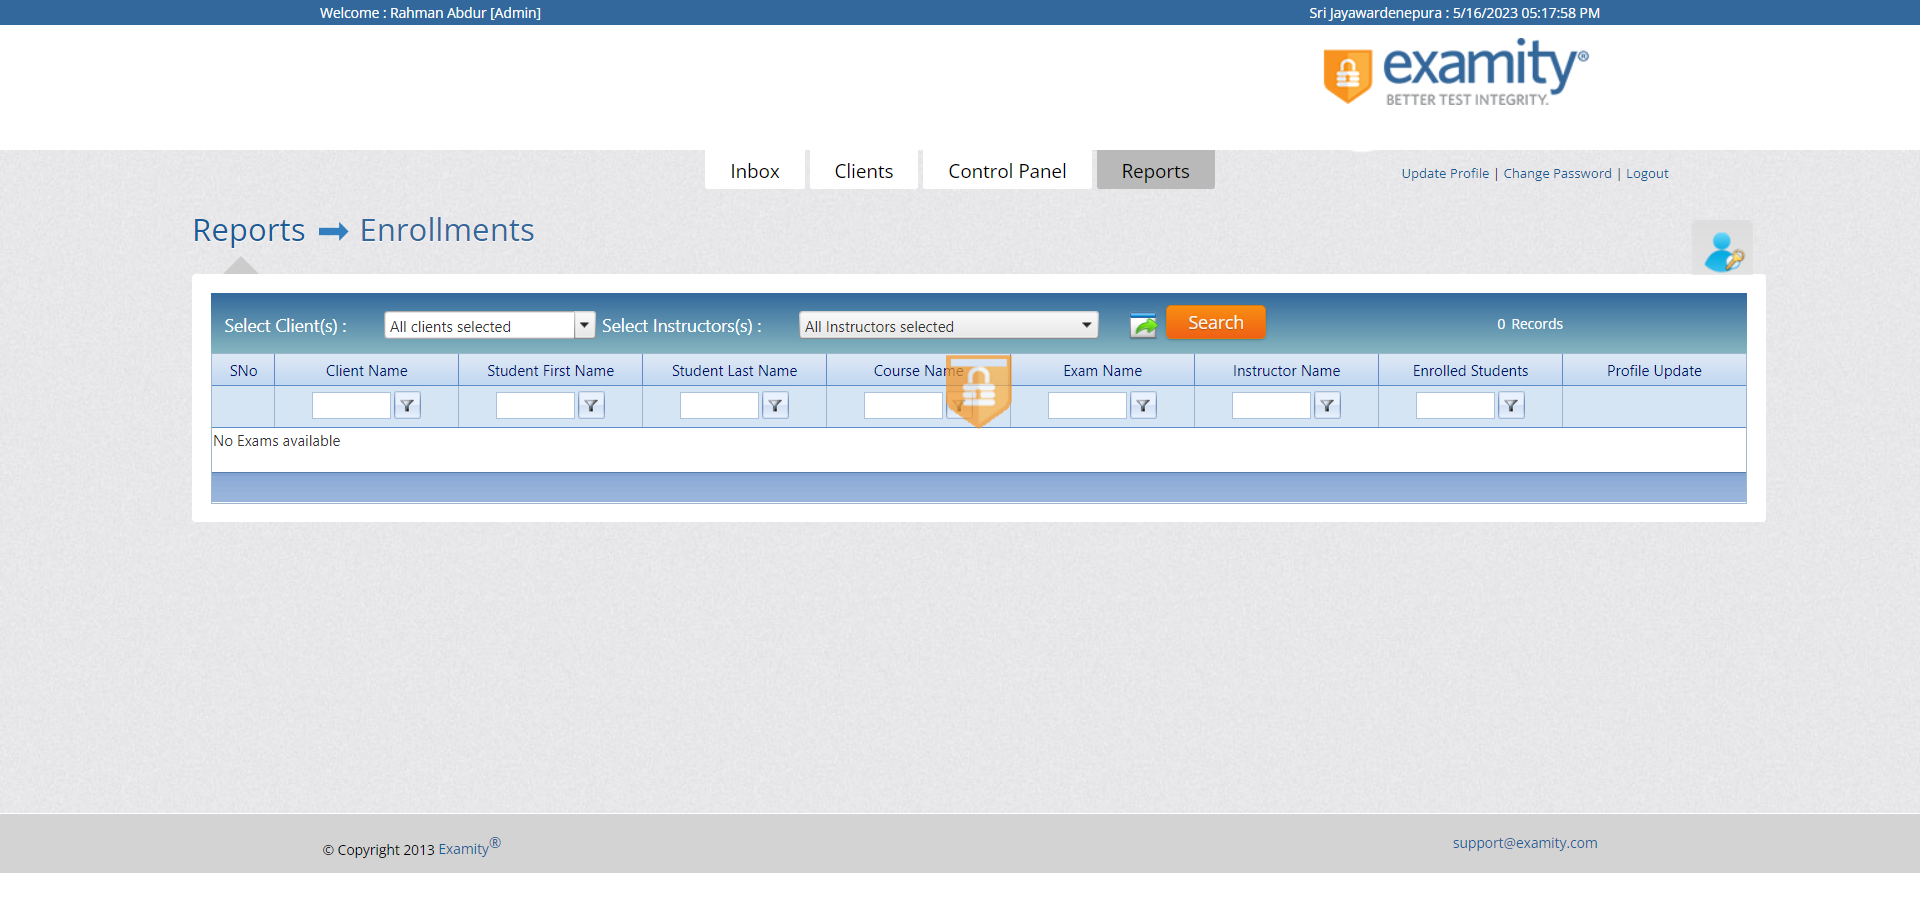 Welcome : Rahman Abdur [Admin]
Sri Jayawardenepura : 5/16/2023 05:17:58 PM
examity®
BETTER TEST INTEGRITY.
Inbox
Clients
Control Panel
Reports
Update Profile | Change Password | Logout
Reports
Enrollments
Select Client(s) :
All clients selected
Select Instructors(s) :
All Instructors selected
Search
0 Records
SNo
Client Name
Student First Name
Student Last Name
Course Name
Exam Name
Instructor Name
Enrolled Students
Profile Update
No Exams available
© Copyright 2013 Examity®
support@examity.com